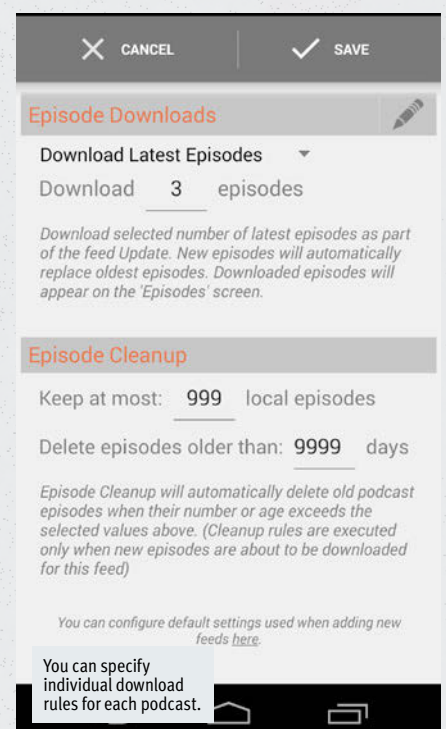 CANCEL SAVE
Episode Downloads
Download Latest Episodes
Download 3 episodes
Download selected number of latest episodes as part
of the feed Update. New episodes will automatically
replace oldest episodes. Downloaded episodes will
appear on the 'Episodes' screen.
Episode Cleanup
Keep at most: 999 local episodes
Delete episodes older than: 9999 days
Episode Cleanup will automatically delete old podcast
episodes when their number or age exceeds the
selected values above. (Cleanup rules are executed
only when new episodes are about to be downloaded
for this feed)
You can configure default settings used when adding new
feeds here.
You can specify
individual download
rules for each podcast.